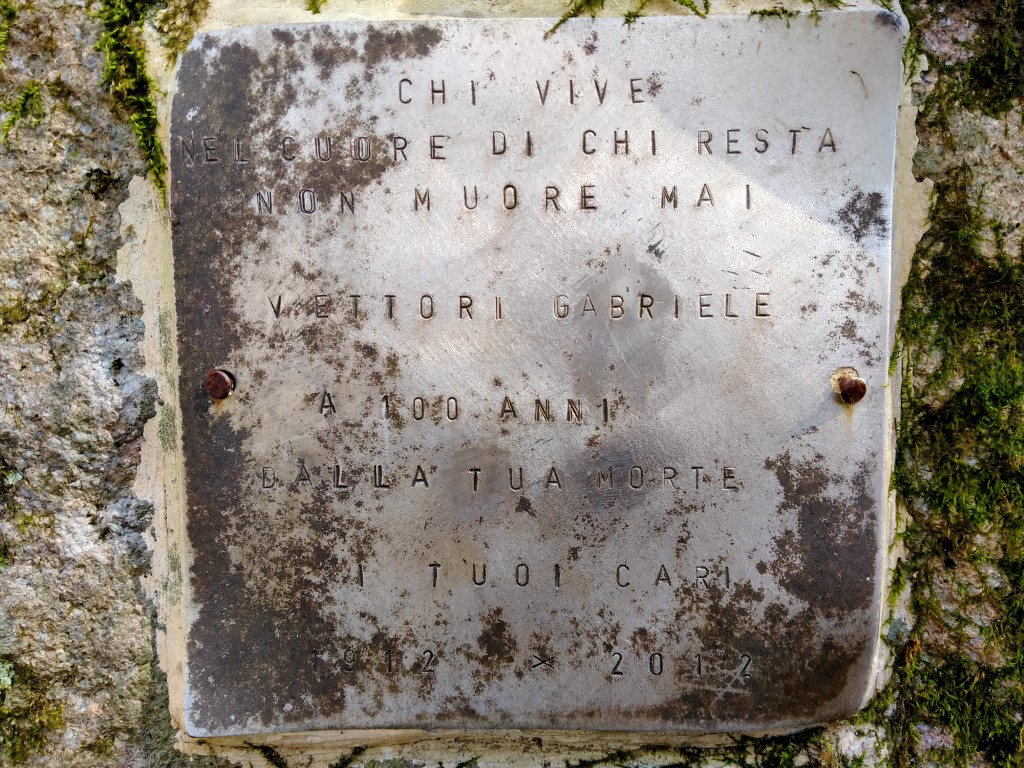 CHI VIVE
NEL CUORE DI CHI RESTA
NON MUORE MAI
VETTORI GABRIELE
A 100 ANNI
DALLA TUA MORTE
I TUOI CARI
1912 × 2012